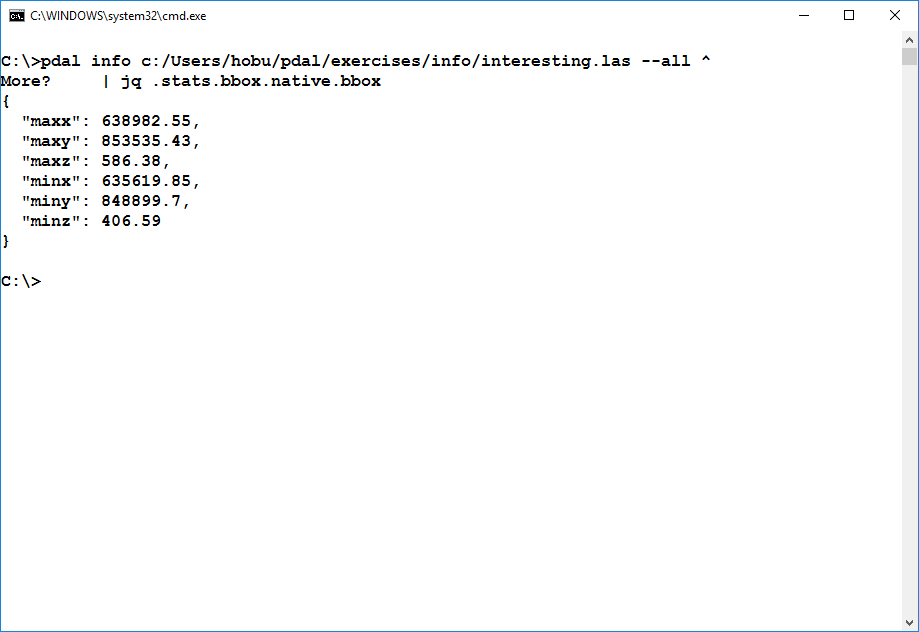 C:\WINDOWS\system32\cmd.exe
C:\>pdal info c:/Users/hobu/pdal/exercises/info/interesting.las --all ^
More?     | jq .stats.bbox.native.bbox
{
  "maxx": 638982.55,
  "maxy": 853535.43,
  "maxz": 586.38,
  "minx": 635619.85,
  "miny": 848899.7,
  "minz": 406.59
}
C:\>